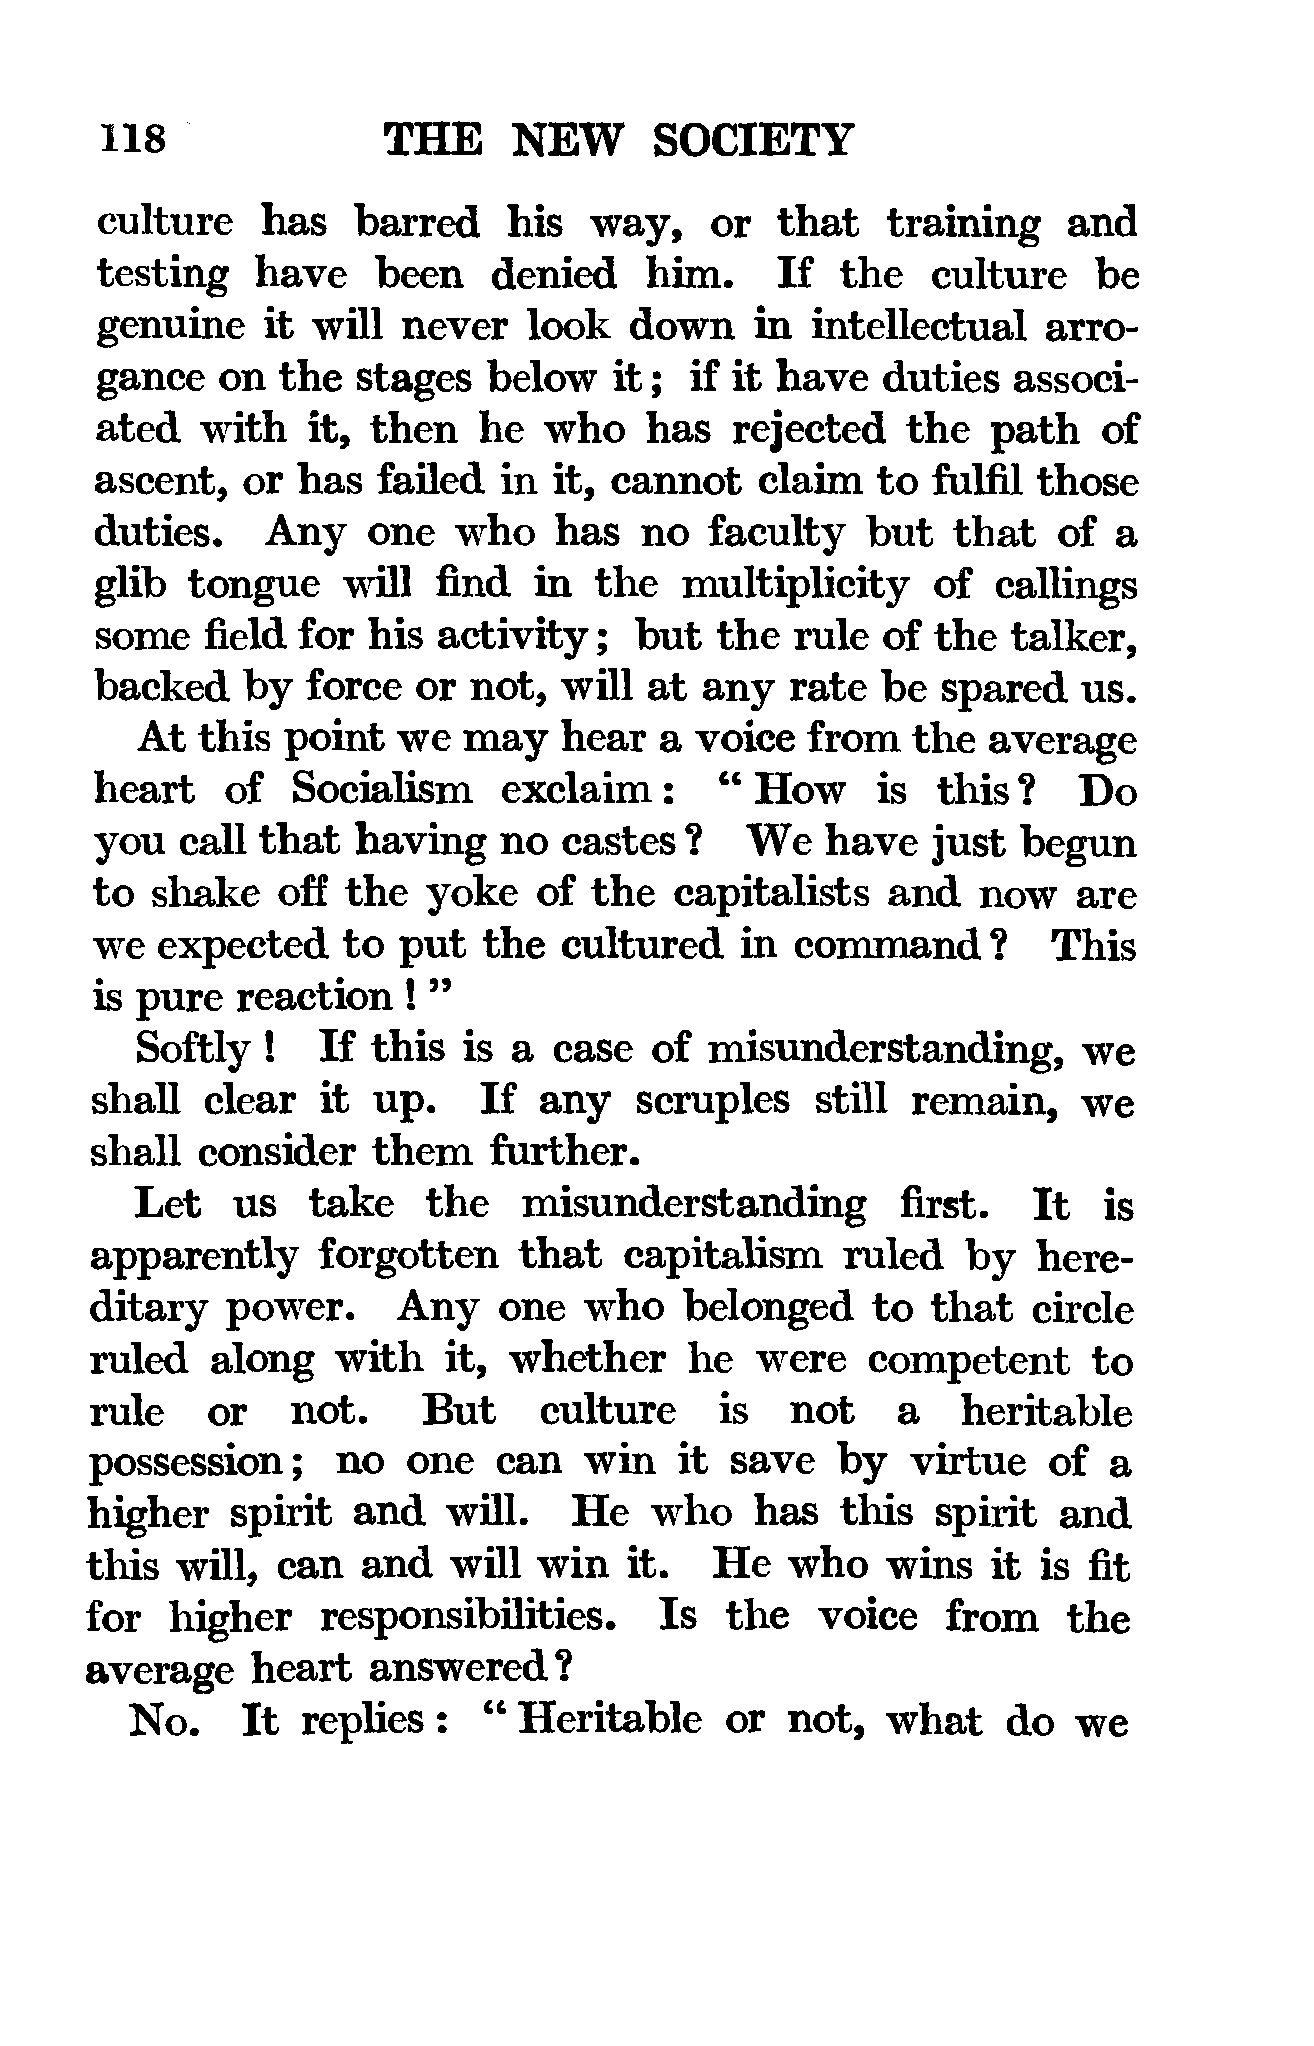 118 THE NEW SOCIETY
culture has barred his way, or that training and
testing have been denied him. If the culture be
genuine it will never look down in intellectual arro-
gance on the stages below it; if it have duties associ-
ated with it, then he who has rejected the path of
ascent, or has failed in it, cannot claim to fulfil those
duties. Any one who has no faculty but that of a
glib tongue will find in the multiplicity of callings
some field for his activity; but the rule of the talker,
backed by force or not, will at any rate be spared us.
At this point we may hear a voice from the average
heart of Socialism exclaim: “How is this? Do
you call that having no castes? We have just begun
to shake off the yoke of the capitalists and now are
we expected to put the cultured in command? This
is pure reaction!”
Softly! If this is a case of misunderstanding, we
shall clear it up. If any scruples still remain, we
shall consider them further.
Let us take the misunderstanding first. It is
apparently forgotten that capitalism ruled by here-
ditary power. Any one who belonged to that circle
ruled along with it, whether he were competent to
rule or not. But culture is not a heritable
possession; no one can win it save by virtue of a
higher spirit and will. He who has this spirit and
this will, can and will win it. He who wins it is fit
for higher responsibilities. Is the voice from the
average heart answered?
No. It replies: “Heritable or not, what do we